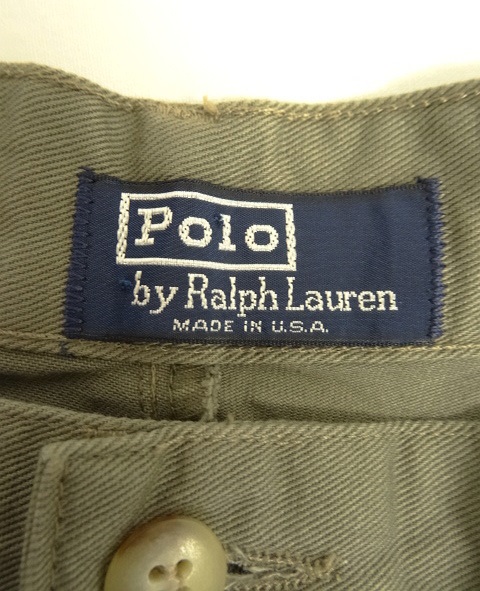 Polo
by Ralph Lauren
MADE IN U.S.A.